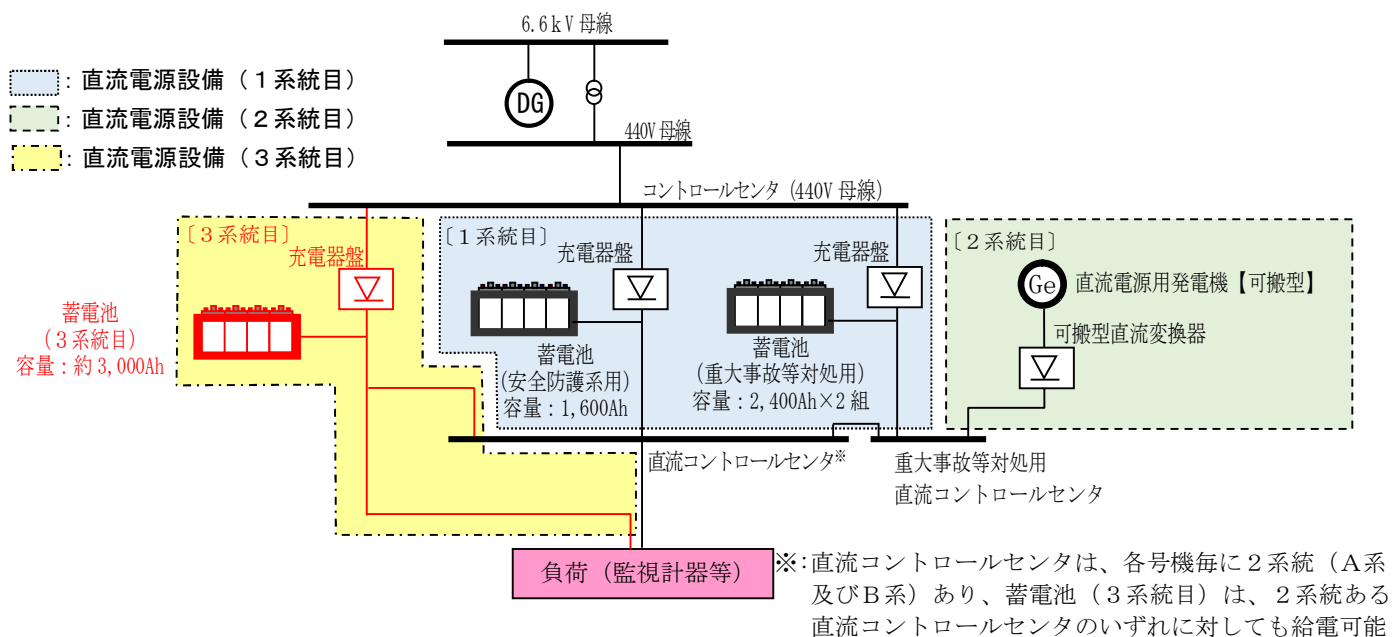 6.6kV 母線
：直流電源設備（１系統目）
：直流電源設備（２系統目）
：直流電源設備（３系統目）
DG
440V 母線
コントロールセンタ (440V 母線)
〔３系統目〕
充電器盤
蓄電池
（３系統目）
容量：約 3,000Ah
〔１系統目〕
充電器盤
蓄電池
(安全防護系用)
容量：1,600Ah
充電器盤
蓄電池
(重大事故等対処用)
容量：2,400Ah×2 組
〔２系統目〕
Ge
直流電源用発電機【可搬型】
可搬型直流変換器
直流コントロールセンタ※
重大事故等対処用
直流コントロールセンタ
負荷（監視計器等）
※：直流コントロールセンタは、各号機毎に２系統（Ａ系
及びＢ系）あり、蓄電池（３系統目）は、２系統ある
直流コントロールセンタのいずれに対しても給電可能